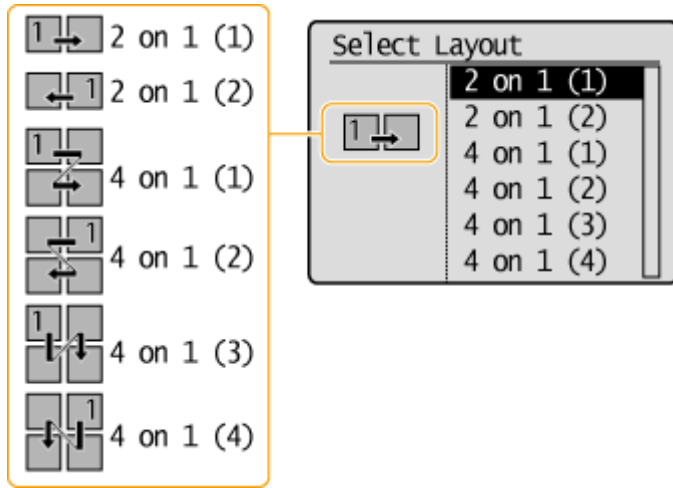 1 2 on 1 (1)
1 2 on 1 (2)
1 4 on 1 (1)
1 4 on 1 (2)
1 4 on 1 (3)
1 4 on 1 (4)
Select Layout
1
2 on 1 (1)
2 on 1 (2)
4 on 1 (1)
4 on 1 (2)
4 on 1 (3)
4 on 1 (4)